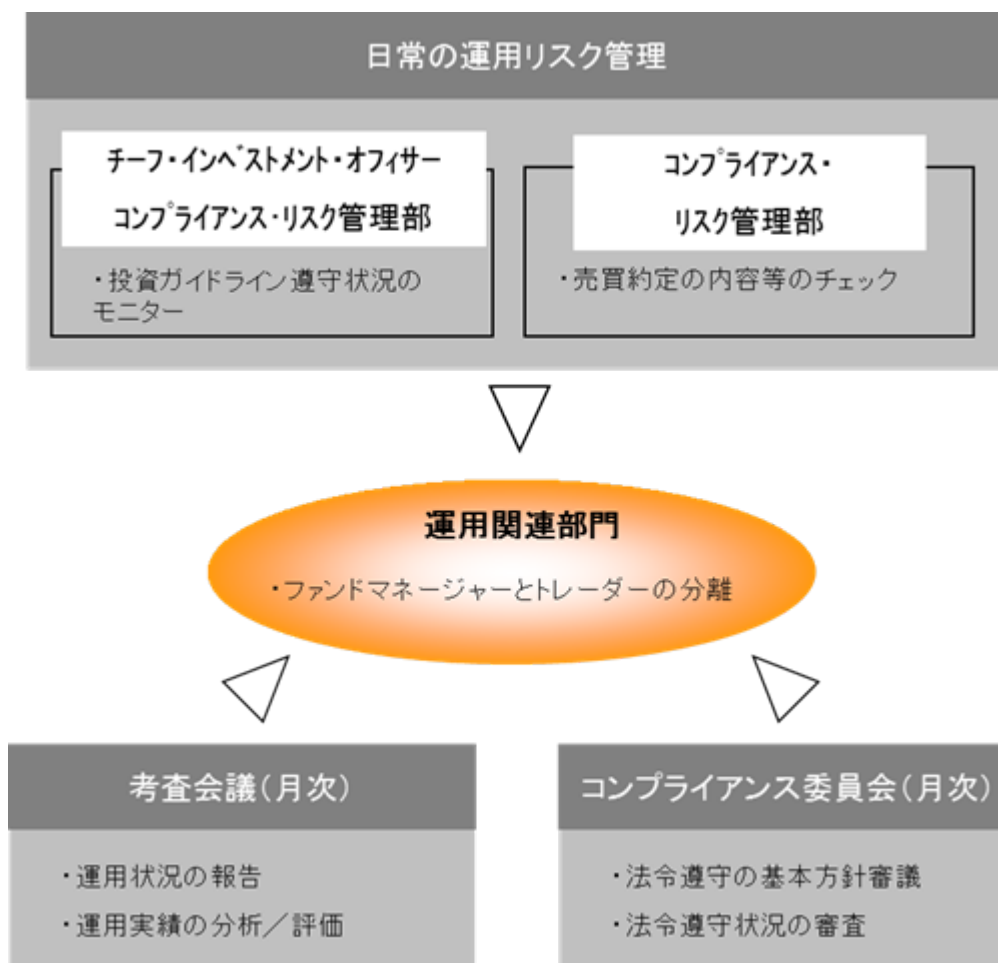 日常の運用リスク管理
チーフ・インベストメント・オフィサー
コンプライアンス・リスク管理部
・投資ガイドライン遵守状況の
モニター
コンプライアンス・
リスク管理部
・売買約定の内容等のチェック
運用関連部門
・ファンドマネージャーとトレーダーの分離
考査会議(月次)
・運用状況の報告
・運用実績の分析／評価
コンプライアンス委員会(月次)
・法令遵守の基本方針審議
・法令遵守状況の審査